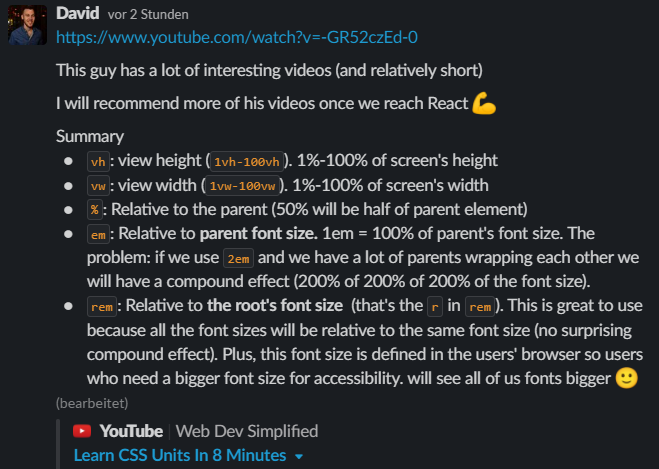 David vor 2 Stunden
https://www.youtube.com/watch?v=-GR52czEd-0
This guy has a lot of interesting videos (and relatively short)
I will recommend more of his videos once we reach React 💪
Summary
● vh: view height (1vh-100vh). 1%-100% of screen's height
● vw: view width (1vw-100vw). 1%-100% of screen's width
● %: Relative to the parent (50% will be half of parent element)
● em: Relative to parent font size. 1em = 100% of parent's font size. The
problem: if we use 2em and we have a lot of parents wrapping each other we
will have a compound effect (200% of 200% of 200% of the font size).
● rem: Relative to the root's font size (that's the r in rem). This is great to use
because all the font sizes will be relative to the same font size (no surprising
compound effect). Plus, this font size is defined in the users' browser so users
who need a bigger font size for accessibility. will see all of us fonts bigger 🙂
(bearbeitet)
YouTube | Web Dev Simplified
Learn CSS Units In 8 Minutes